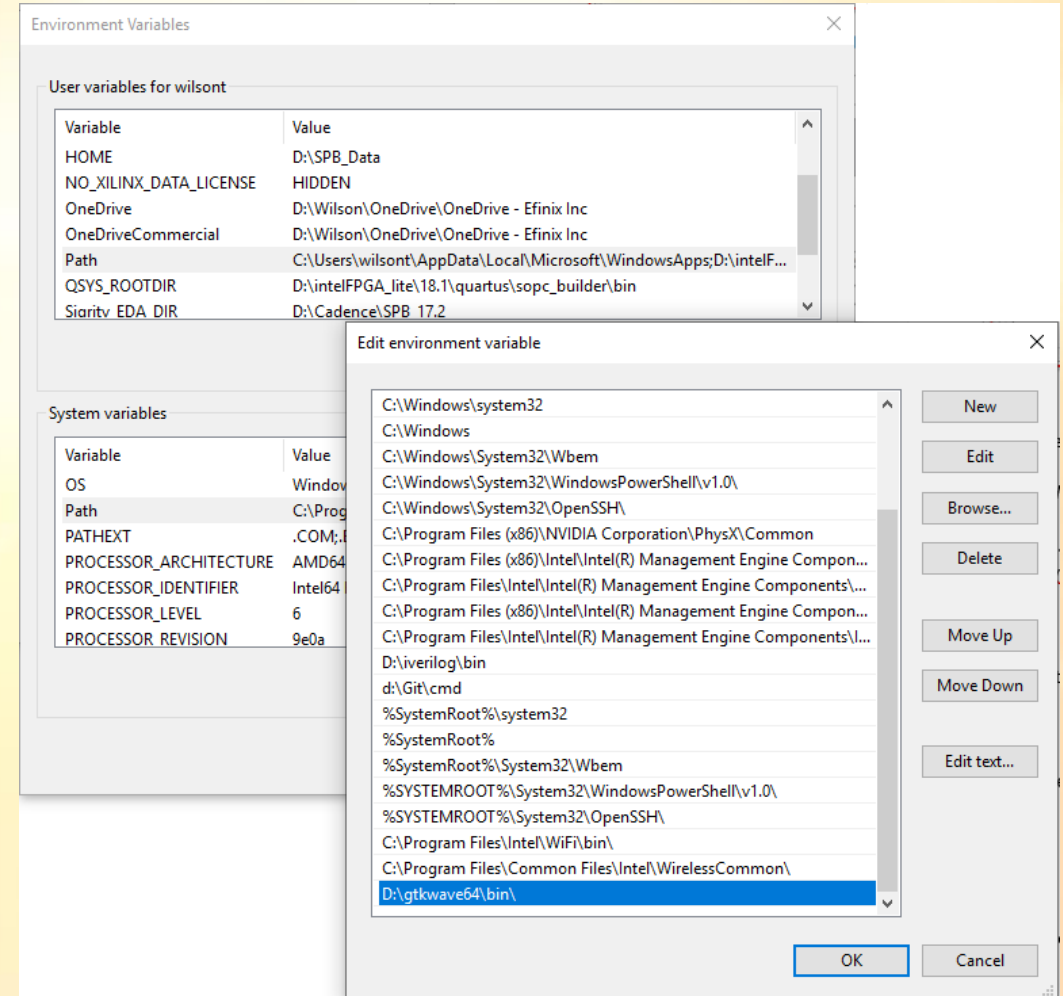 Environment Variables
User variables for wilsont
Variable Value
HOME D:\SPB_Data
NO_XILINX_DATA_LICENSE HIDDEN
OneDrive D:\Wilson\OneDrive\OneDrive - Efinix Inc
OneDriveCommercial D:\Wilson\OneDrive\OneDrive - Efinix Inc
Path C:\Users\wilsont\AppData\Local\Microsoft\WindowsApps;D:\intelF...
QSYS_ROOTDIR D:\intelFPGA_lite\18.1\quartus\sopc_builder\bin
Sigrity_EDA_DIR D:\Cadence\SPB_17.2
System variables
Variable Value
OS Window
Path C:\Prog
PATHEXT .COM;.E
PROCESSOR_ARCHITECTURE AMD64
PROCESSOR_IDENTIFIER Intel64
PROCESSOR_LEVEL 6
PROCESSOR_REVISION 9e0a
Edit environment variable
C:\Windows\system32
C:\Windows
C:\Windows\System32\Wbem
C:\Windows\System32\WindowsPowerShell\v1.0\
C:\Windows\System32\OpenSSH\
C:\Program Files (x86)\NVIDIA Corporation\PhysX\Common
C:\Program Files (x86)\Intel\Intel(R) Management Engine Compon...
C:\Program Files\Intel\Intel(R) Management Engine Components\...
C:\Program Files (x86)\Intel\Intel(R) Management Engine Compon...
C:\Program Files\Intel\Intel(R) Management Engine Components\I...
D:\iverilog\bin
d:\Git\cmd
%SystemRoot%\system32
%SystemRoot%
%SystemRoot%\System32\Wbem
%SYSTEMROOT%\System32\WindowsPowerShell\v1.0\
%SYSTEMROOT%\System32\OpenSSH\
C:\Program Files\Intel\WiFi\bin\
C:\Program Files\Common Files\Intel\WirelessCommon\
D:\gtkwave64\bin\
New
Edit
Browse...
Delete
Move Up
Move Down
Edit text...
OK Cancel